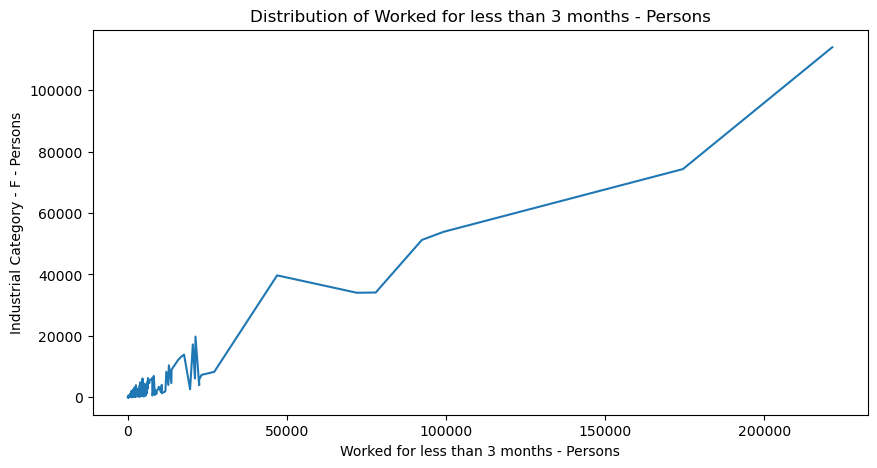 Distribution of Worked for less than 3 months - Persons
Industrial Category - F - Persons
100000
80000
60000
40000
20000
0
0 50000 100000 150000 200000
Worked for less than 3 months - Persons